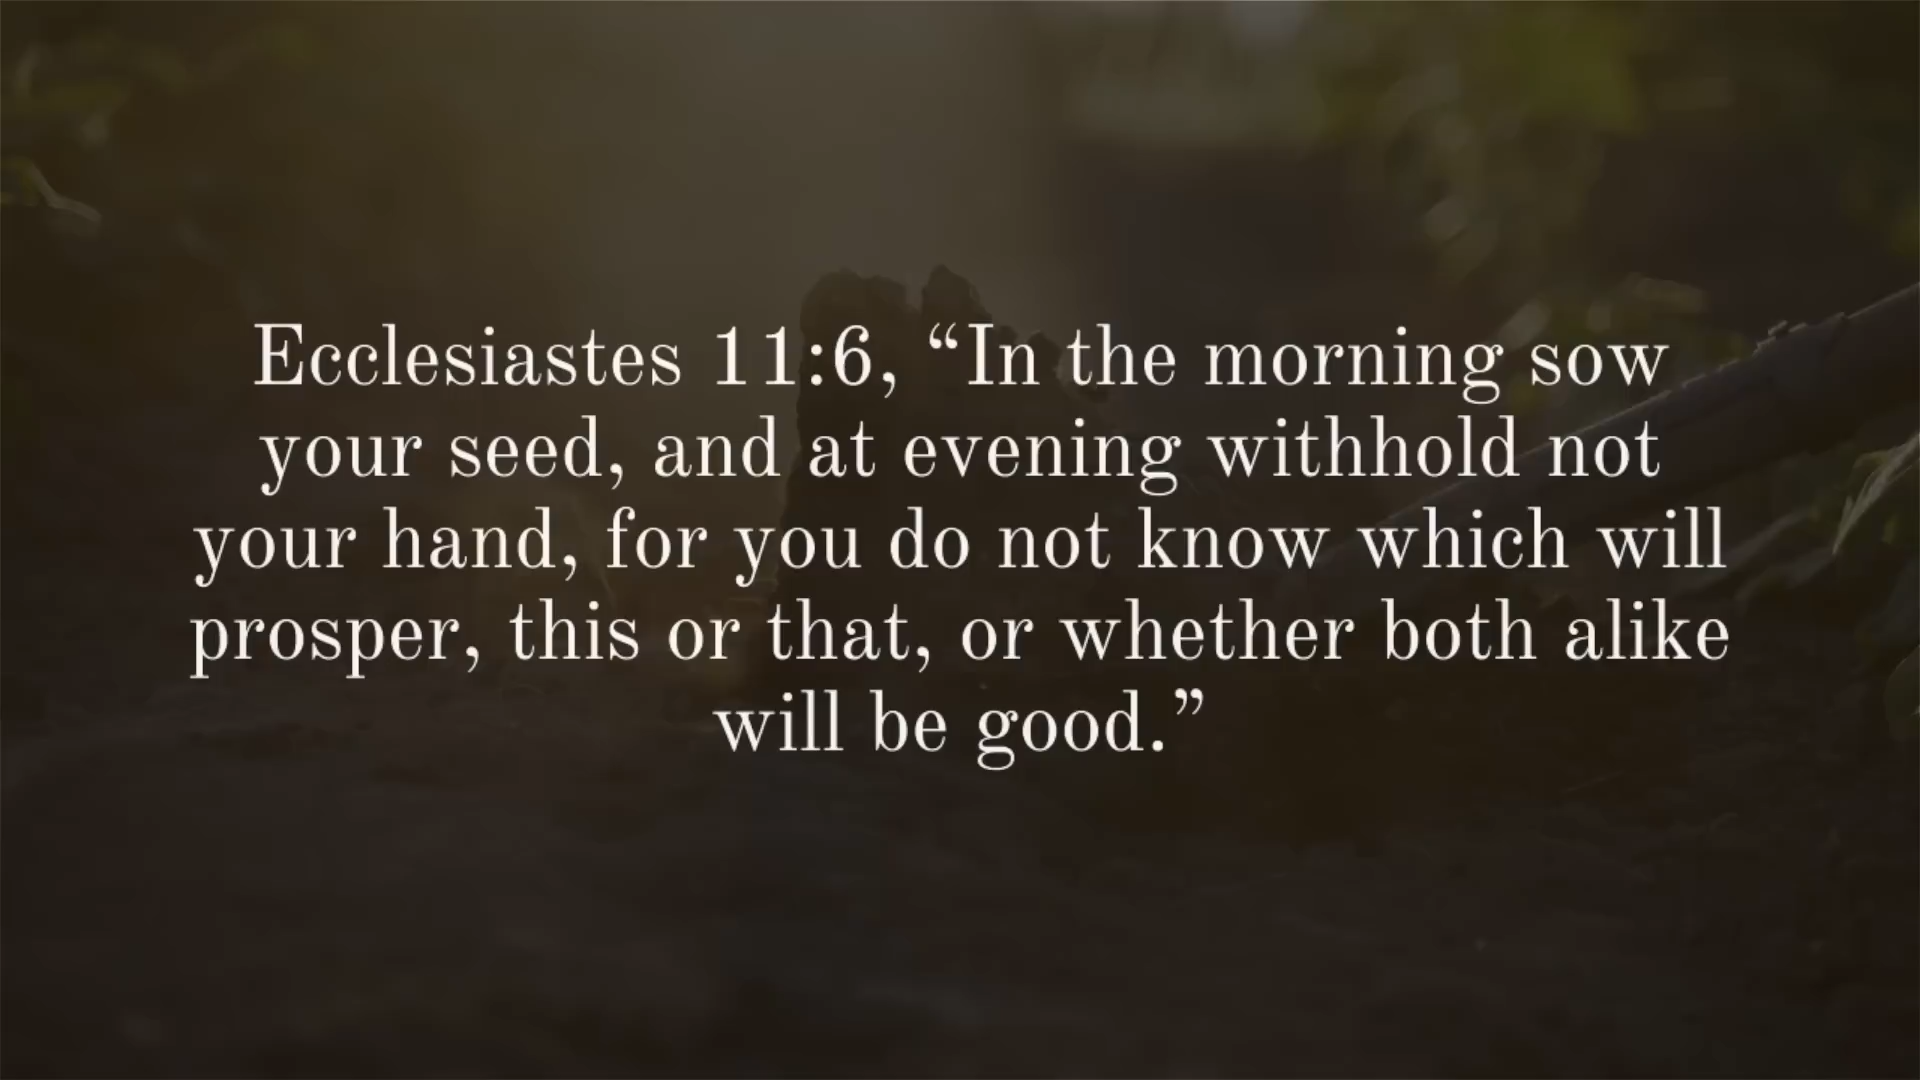 Ecclesiastes 11:6, “In the morning sow
your seed, and at evening withhold not
your hand, for you do not know which will
prosper, this or that, or whether both alike
will be good.”